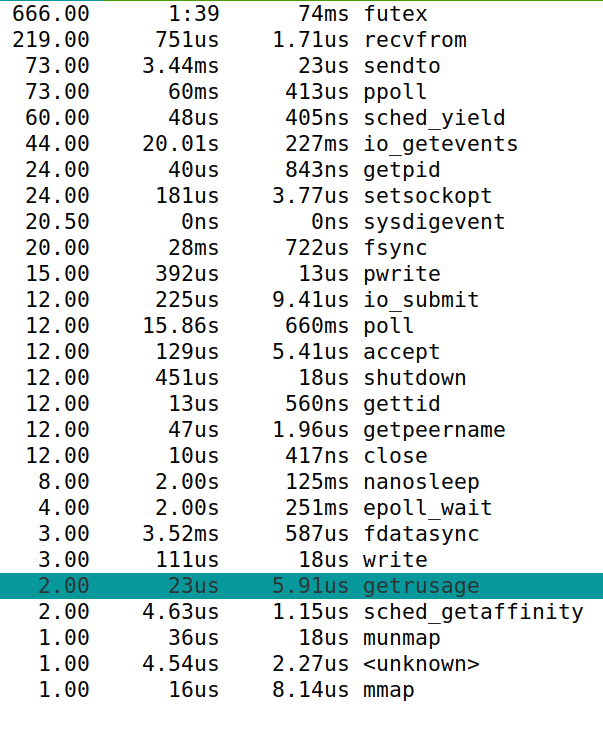 666.00 1:39 74ms futex
219.00 751us 1.71us recvfrom
73.00 3.44ms 23us sendto
73.00 60ms 413us ppoll
60.00 48us 405ns sched_yield
44.00 20.01s 227ms io_getevents
24.00 40us 843ns getpid
24.00 181us 3.77us setsockopt
20.50 0ns 0ns sysdigevent
20.00 28ms 722us fsync
15.00 392us 13us pwrite
12.00 225us 9.41us io_submit
12.00 15.86s 660ms poll
12.00 129us 5.41us accept
12.00 451us 18us shutdown
12.00 13us 560ns gettid
12.00 47us 1.96us getpeername
12.00 10us 417ns close
8.00 2.00s 125ms nanosleep
4.00 2.00s 251ms epoll_wait
3.00 3.52ms 587us fdatasync
3.00 111us 18us write
2.00 23us 5.91us getrusage
2.00 4.63us 1.15us sched_getaffinity
1.00 36us 18us munmap
1.00 4.54us 2.27us <unknown>
1.00 16us 8.14us mmap